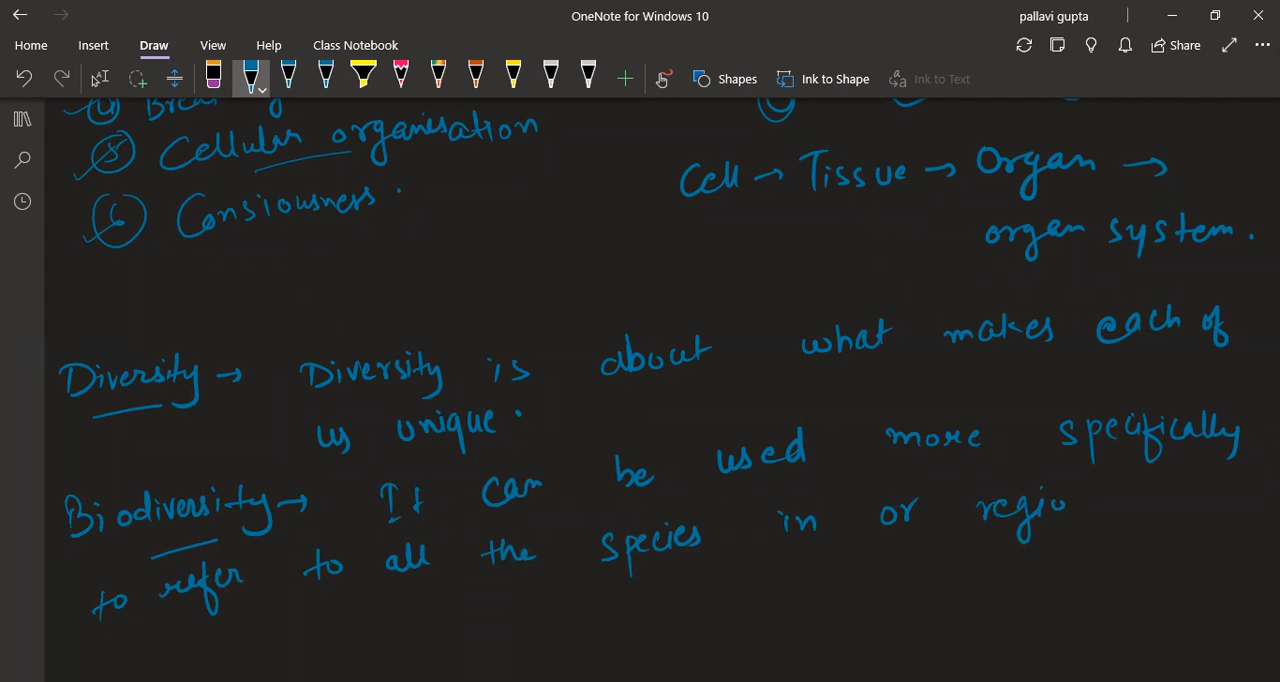 OneNote for Windows 10
pallavi gupta
Home Insert Draw View Help Class Notebook
Share
Shapes Ink to Shape Ink to Text
(5) Cellular organisation
(6) Consiousness.
Cell → Tissue → Organ →
organ system.
Diversity → Diversity is about what makes each of
us unique.
Biodiversity → It can be used more specifically
to refer to all the species in or regio